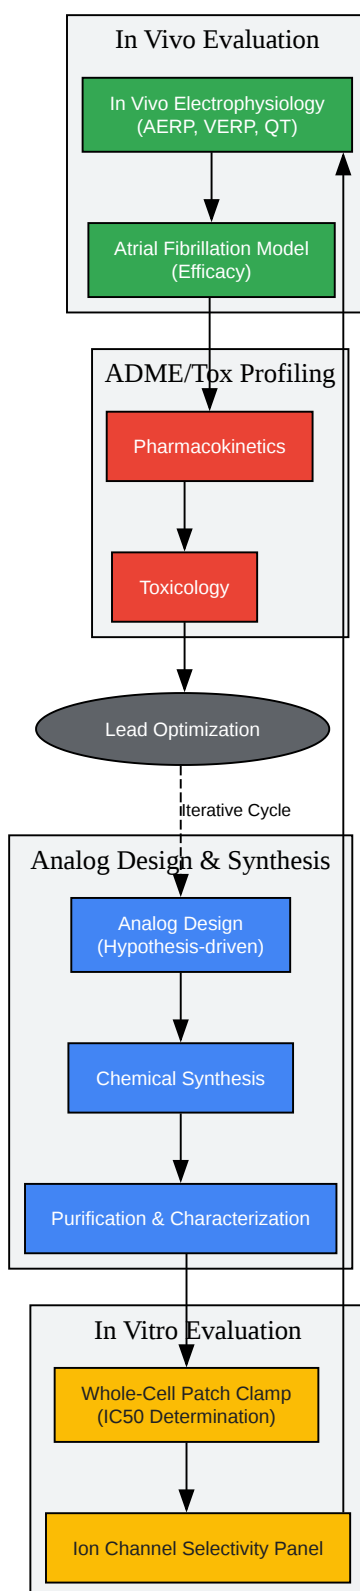 In Vivo Evaluation
In Vivo Electrophysiology
(AERP, VERP, QT)
Atrial Fibrillation Model
(Efficacy)
ADME/Tox Profiling
Pharmacokinetics
Toxicology
Lead Optimization
Iterative Cycle
Analog Design & Synthesis
Analog Design
(Hypothesis-driven)
Chemical Synthesis
Purification & Characterization
In Vitro Evaluation
Whole-Cell Patch Clamp
(IC50 Determination)
Ion Channel Selectivity Panel